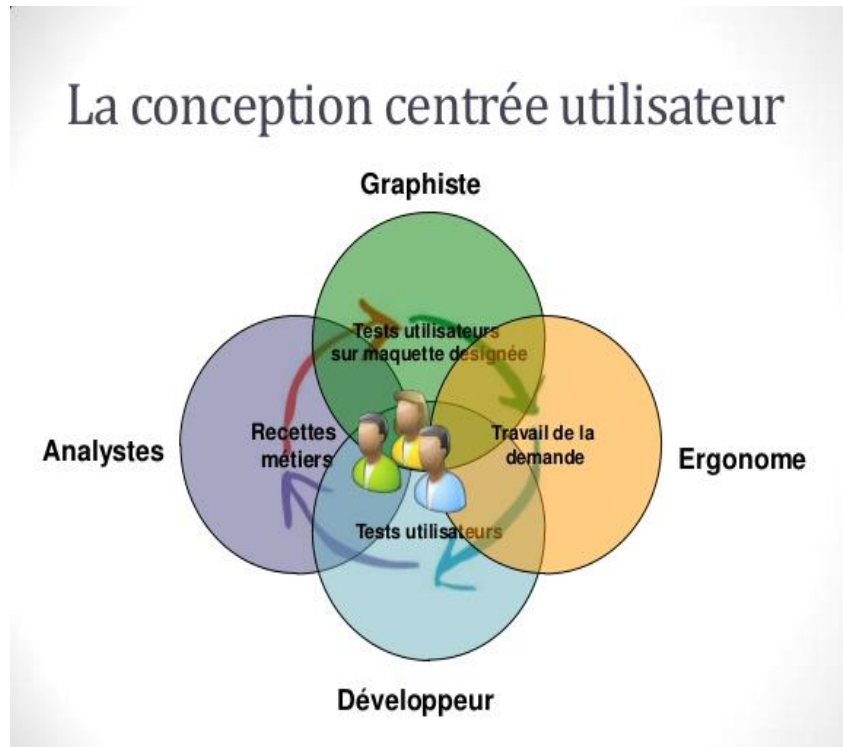 La conception centrée utilisateur
Graphiste
Tests utilisateurs
sur maquette designée
Analystes
Recettes
métiers
Travail de la
demande
Ergonome
Tests utilisateurs
Développeur